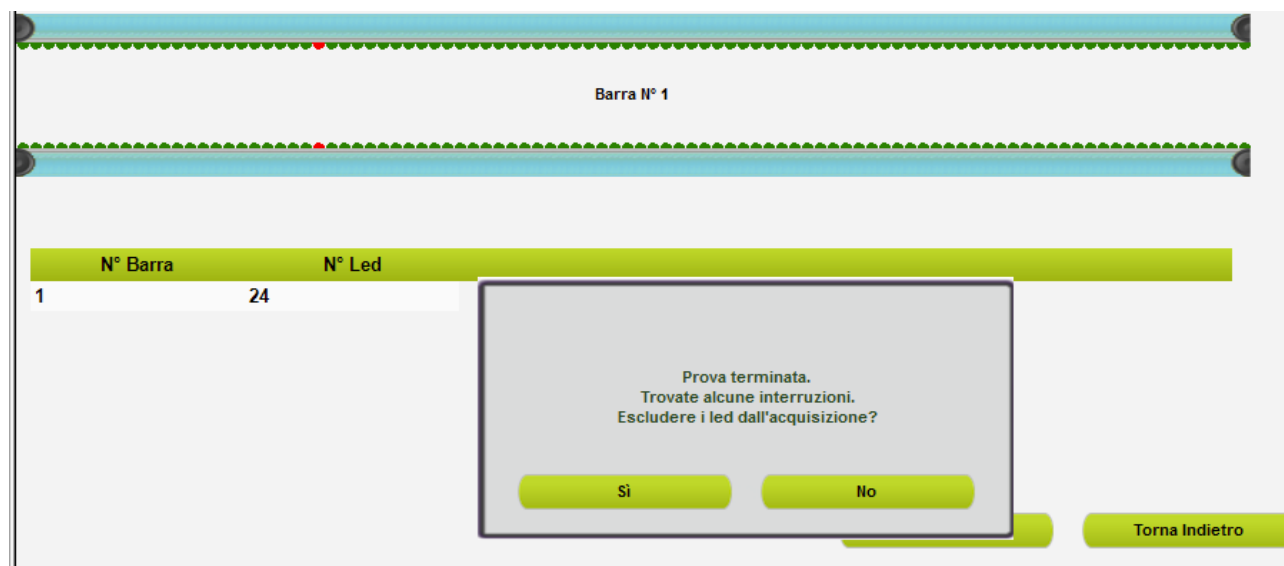 Barra N° 1
N° Barra N° Led
1 24
Prova terminata.
Trovate alcune interruzioni.
Escludere i led dall'acquisizione?
Sì No
Torna Indietro